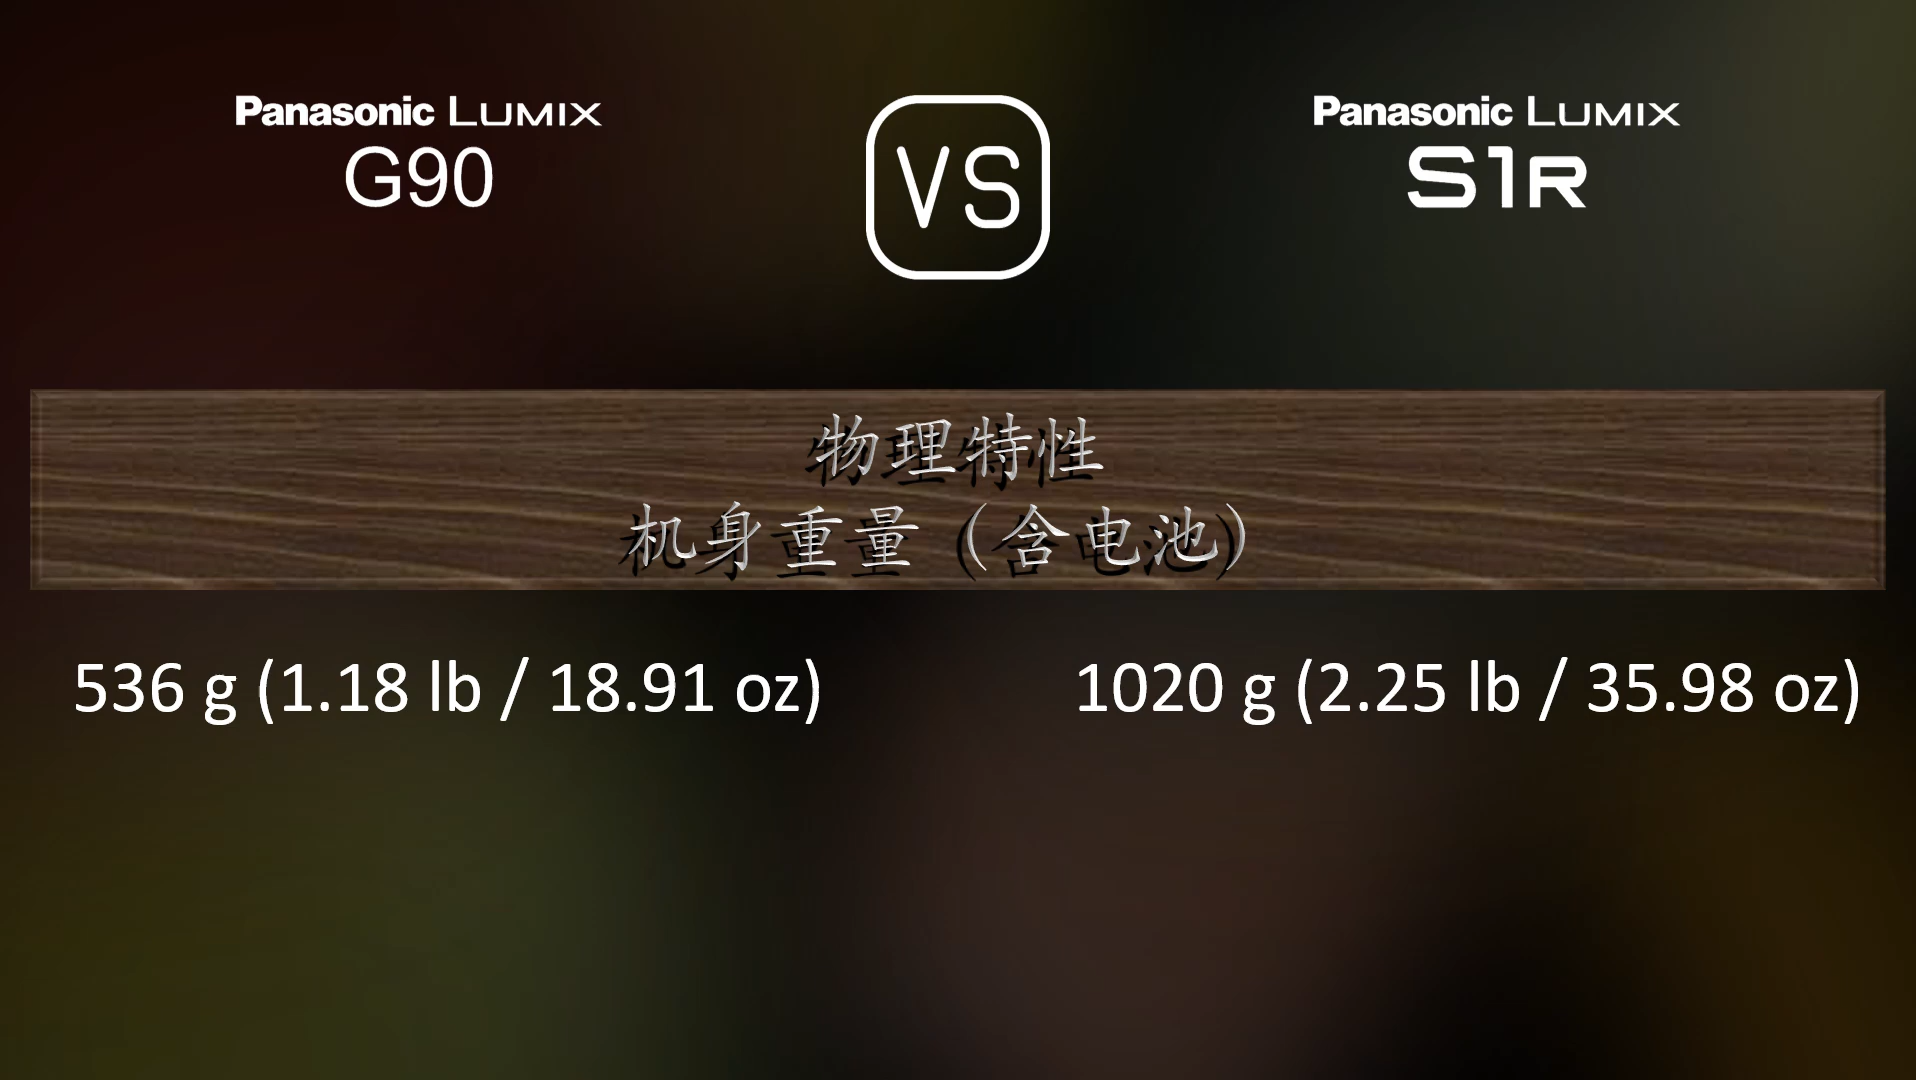 Panasonic LUMIX
G90
VS
Panasonic LUMIX
S1R
物理特性
机身重量（含电池）
536 g (1.18 lb / 18.91 oz)
1020 g (2.25 lb / 35.98 oz)